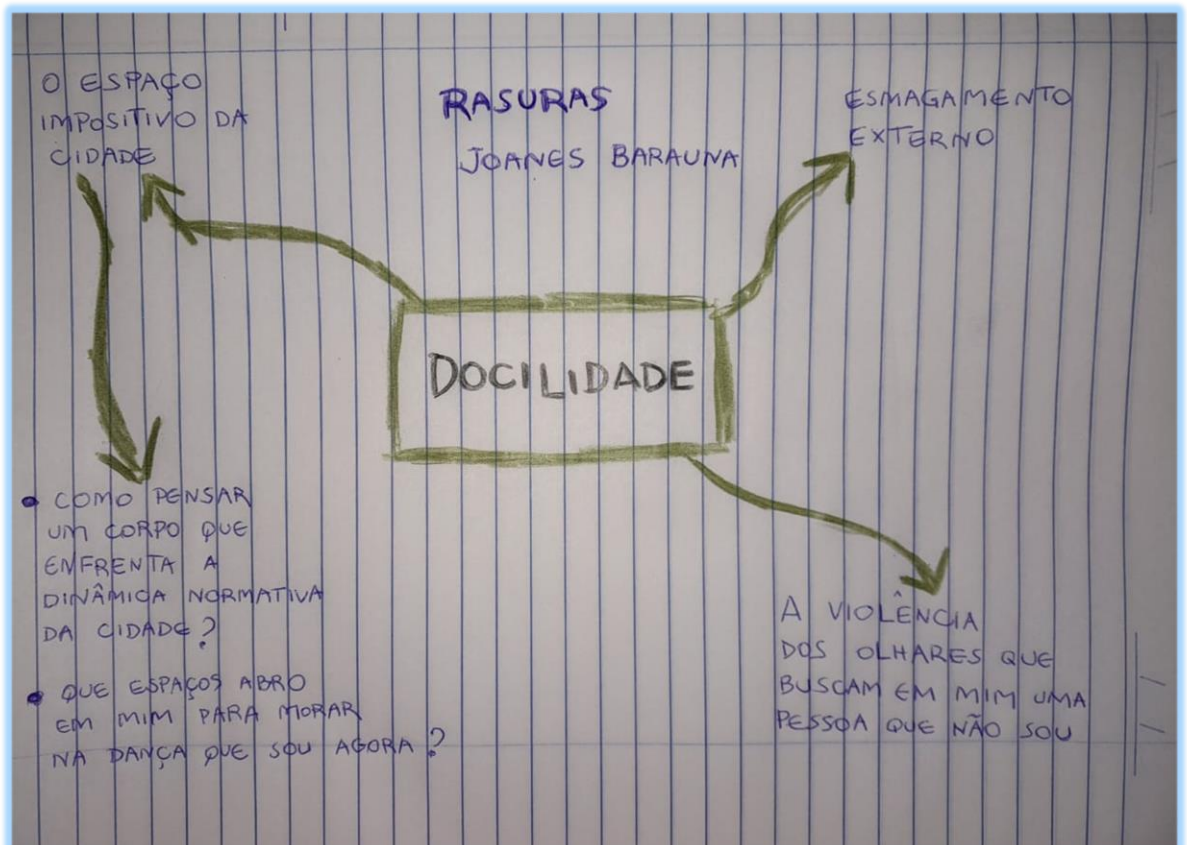 O ESPAÇO
IMPOSITIVO DA
CIDADE
RASURAS
JOANES BARAUNA
ESMAGAMENTO
EXTERNO
DOCILIDADE
• COMO PENSAR
UM CORPO QUE
ENFRENTA A
DINÂMICA NORMATIVA
DA CIDADE?
• QUE ESPAÇOS ABRO
EM MIM PARA MORAR
NA DANÇA QUE SOU AGORA?
A VIOLÊNCIA
DOS OLHARES QUE
BUSCAM EM MIM UMA
PESSOA QUE NÃO SOU